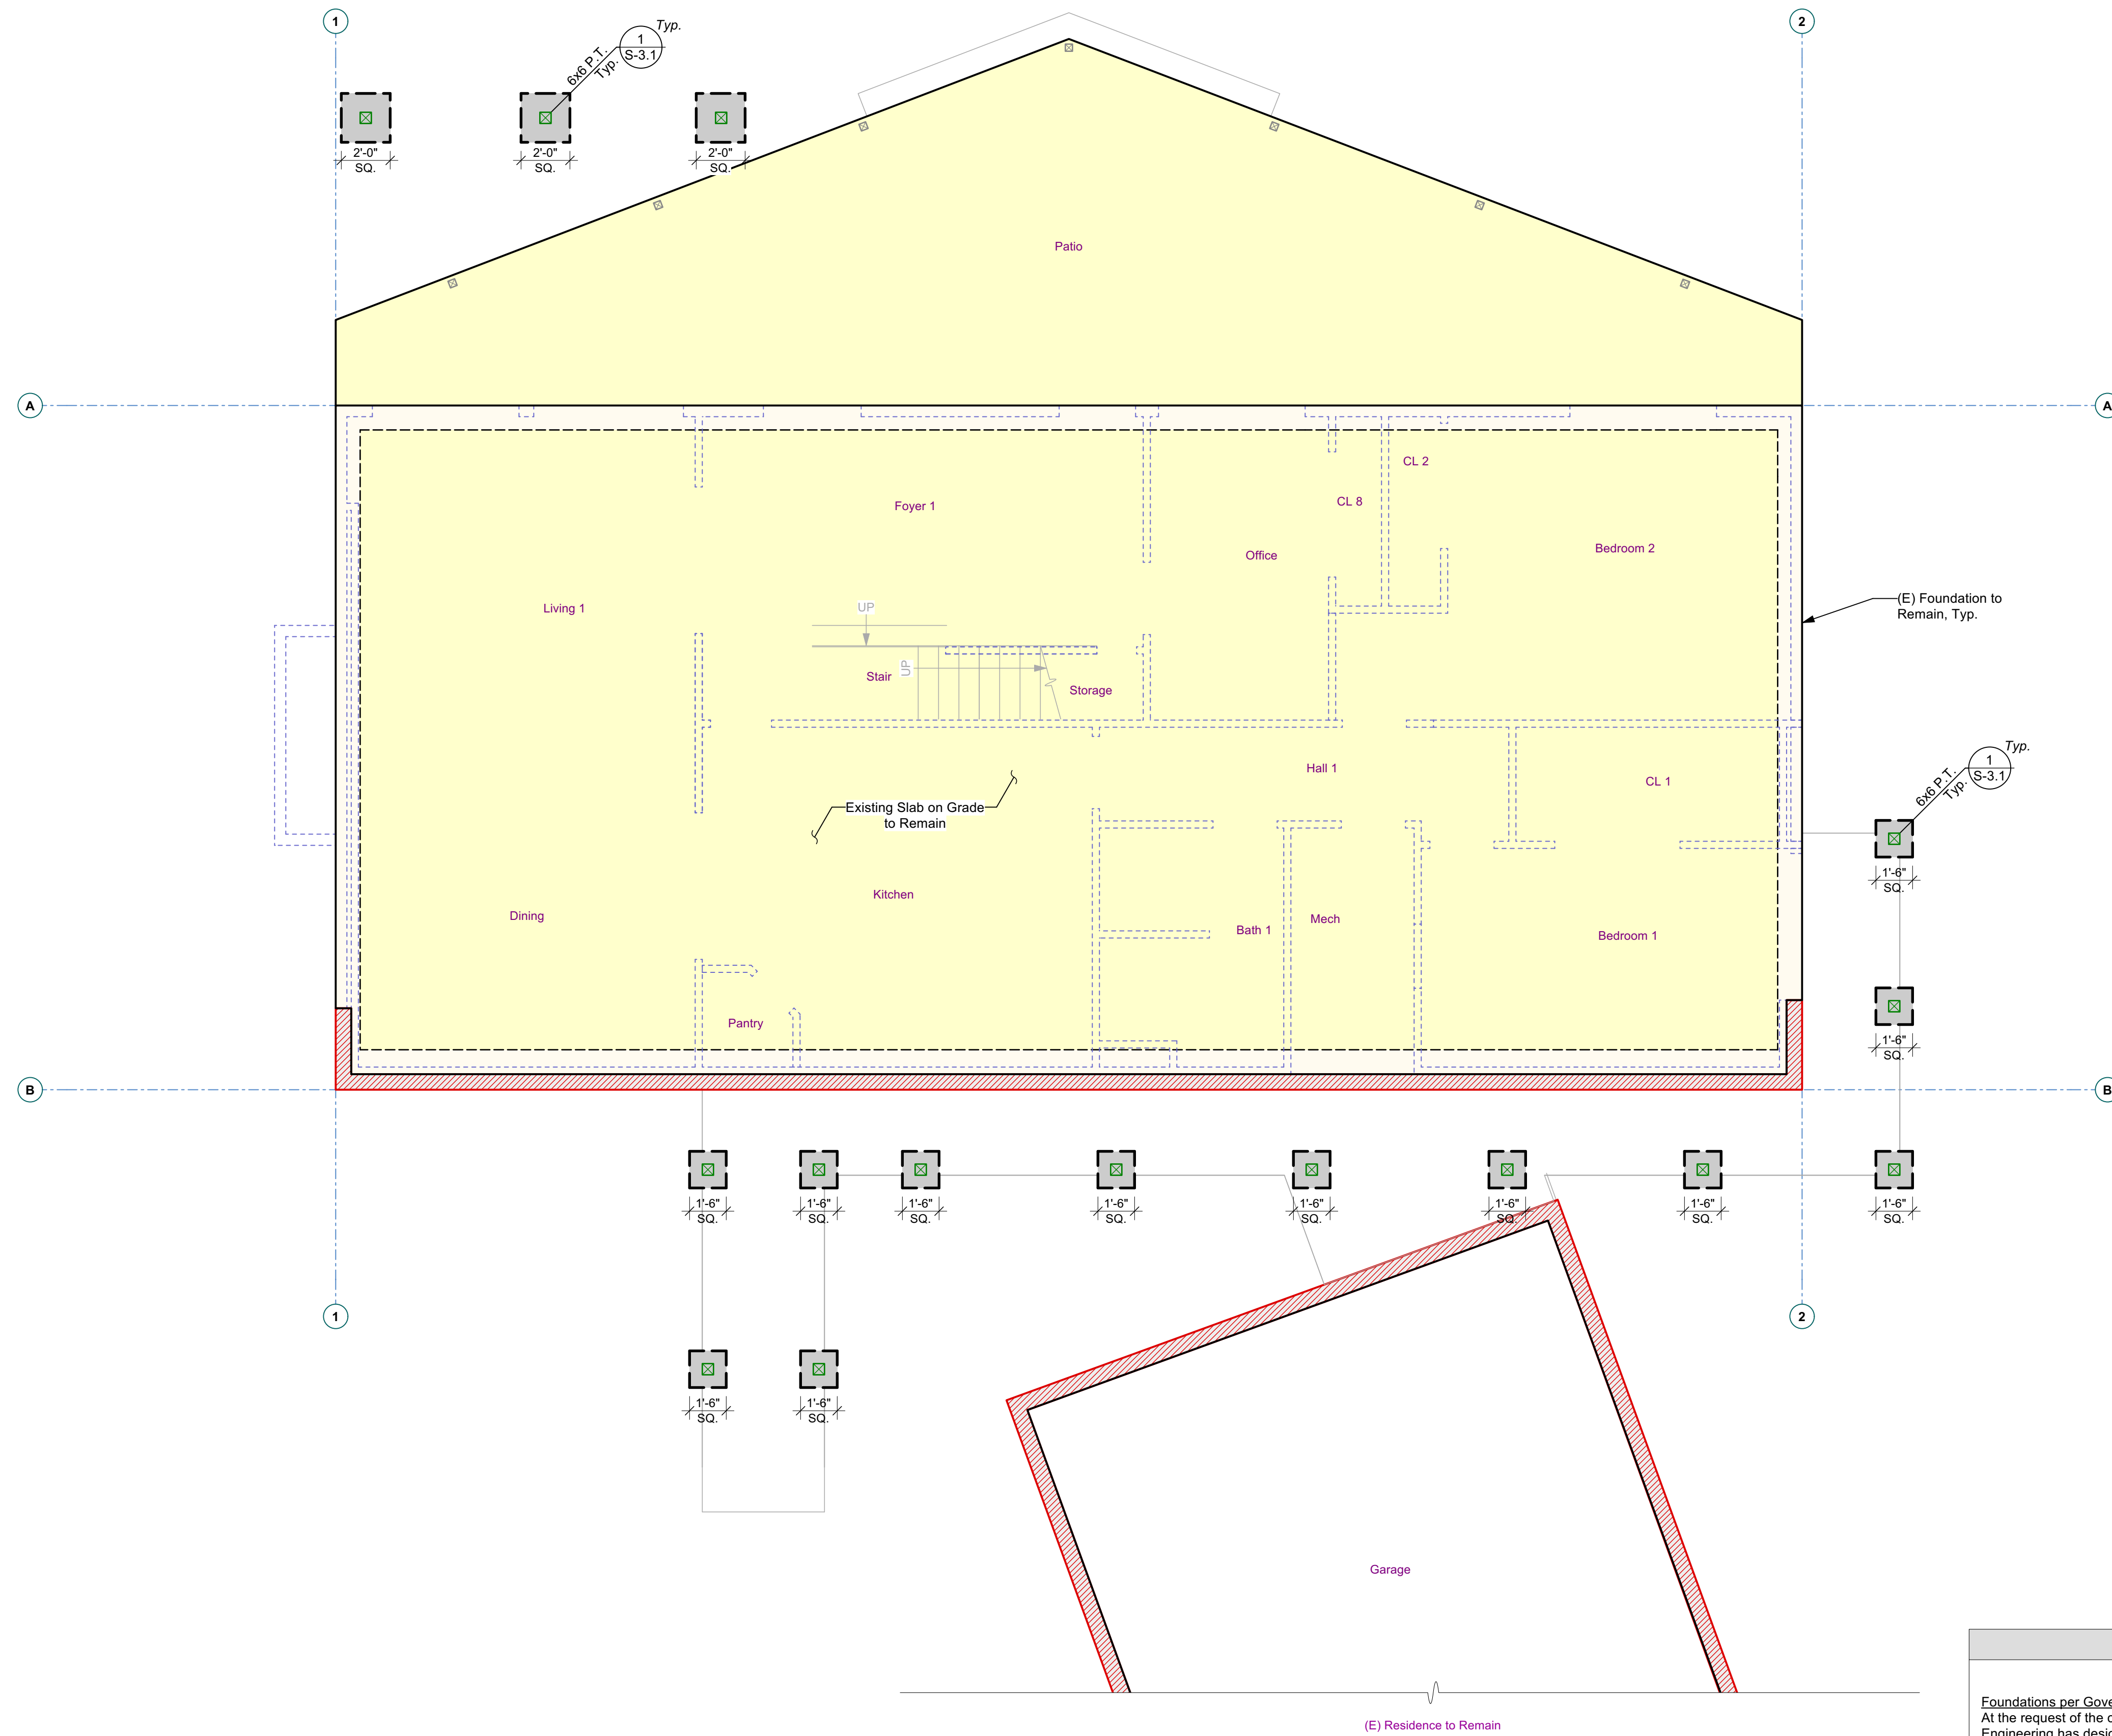 1
2
Typ.
1
S-3.1
6x6 P.T.
Typ.
2'-0"
SQ.
2'-0"
SQ.
2'-0"
SQ.
Patio
A
A
CL 2
CL 8
Foyer 1
Office
Bedroom 2
Living 1
UP
(E) Foundation to
Remain, Typ.
UP
Stair
Storage
Typ.
1
S-3.1
6x6 P.T.
Typ.
Hall 1
CL 1
Existing Slab on Grade
to Remain
1'-6"
SQ.
Kitchen
Dining
Mech
Bath 1
Bedroom 1
Pantry
1'-6"
SQ.
B
B
1'-6"
SQ.
1'-6"
SQ.
1'-6"
SQ.
1'-6"
SQ.
1'-6"
SQ.
1'-6"
SQ.
1'-6"
SQ.
1'-6"
SQ.
1
2
1'-6"
SQ.
1'-6"
SQ.
Garage
(E) Residence to Remain
Foundations per
At the request of the
Engineering has